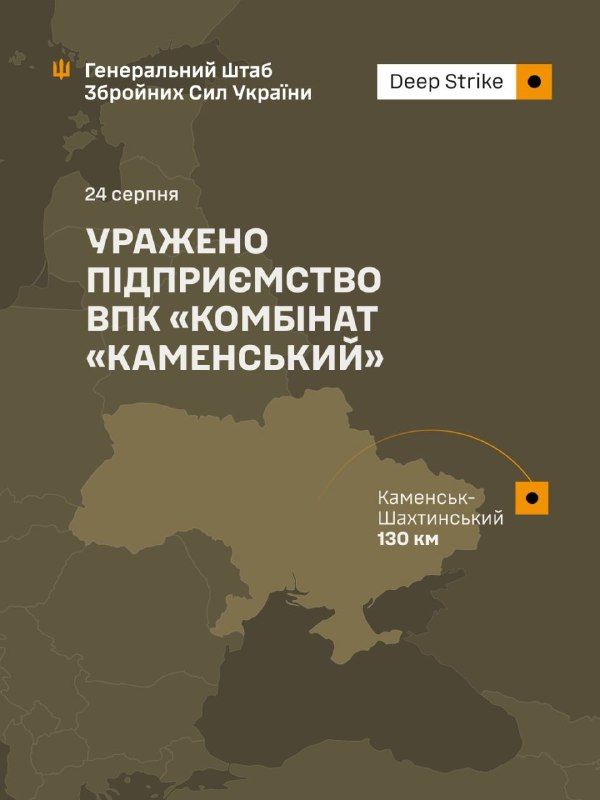 Генеральний штаб
Збройних Сил України
Deep Strike
24 серпня
УРАЖЕНО
ПІДПРИЄМСТВО
ВПК «КОМБІНАТ
«КАМЕНСЬКИЙ»
Каменськ-
Шахтинський
130 км